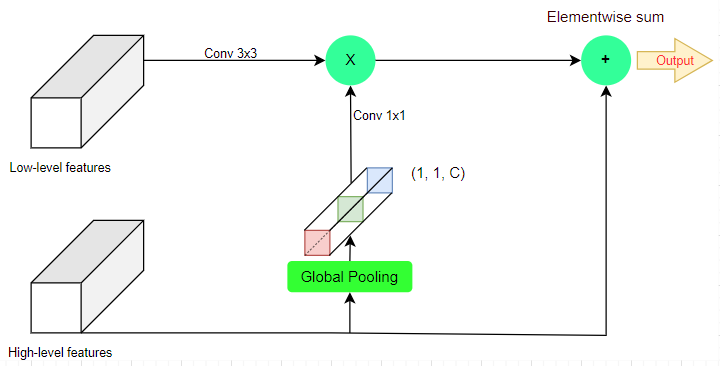 Elementwise sum
Conv 3x3
X
+
Output
Conv 1x1
Low-level features
(1, 1, C)
Global Pooling
High-level features